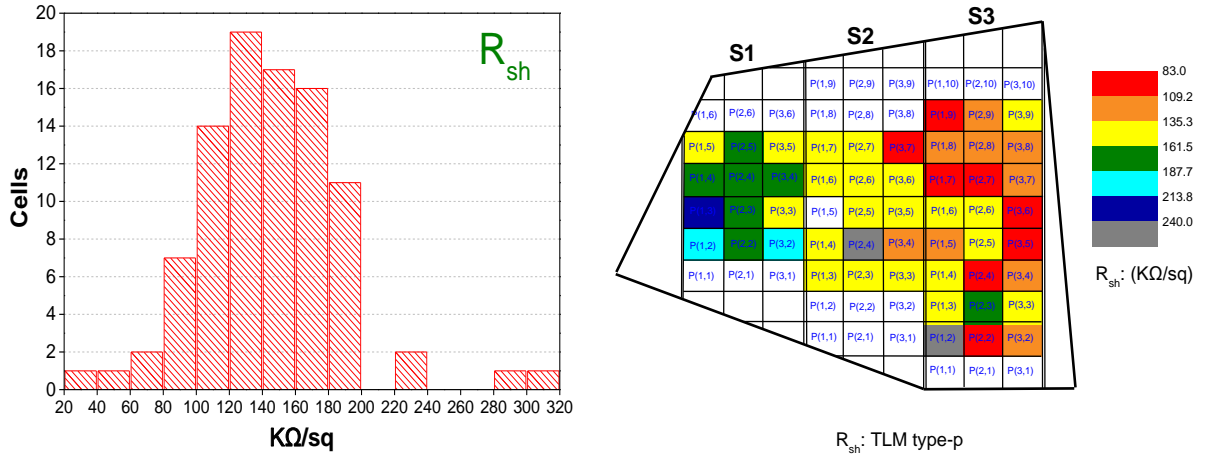 20
18
16
14
12
10
8
6
4
2
0
Cells
R_sh
20 40 60 80 100 120 140 160 180 200 220 240 260 280 300 320
KΩ/sq
S1 S2 S3
P(1,9) P(2,9) P(3,9) P(1,10) P(2,10) P(3,10)
P(1,6) P(2,6) P(3,6) P(1,8) P(2,8) P(3,8) P(1,9) P(2,9) P(3,9)
P(1,5) P(2,5) P(3,5) P(1,7) P(2,7) P(3,7) P(1,8) P(2,8) P(3,8)
P(1,4) P(2,4) P(3,4) P(1,6) P(2,6) P(3,6) P(1,7) P(2,7) P(3,7)
P(1,3) P(2,3) P(3,3) P(1,5) P(2,5) P(3,5) P(1,6) P(2,6) P(3,6)
P(1,2) P(2,2) P(3,2) P(1,4) P(2,4) P(3,4) P(1,5) P(2,5) P(3,5)
P(1,1) P(2,1) P(3,1) P(1,3) P(2,3) P(3,3) P(1,4) P(2,4) P(3,4)
P(1,2) P(2,2) P(3,2) P(1,3) P(2,3) P(3,3)
P(1,1) P(2,1) P(3,1) P(1,2) P(2,2) P(3,2)
P(1,1) P(2,1) P(3,1)
83.0
109.2
135.3
161.5
187.7
213.8
240.0
R_sh: (KΩ/sq)
R_sh: TLM type-p